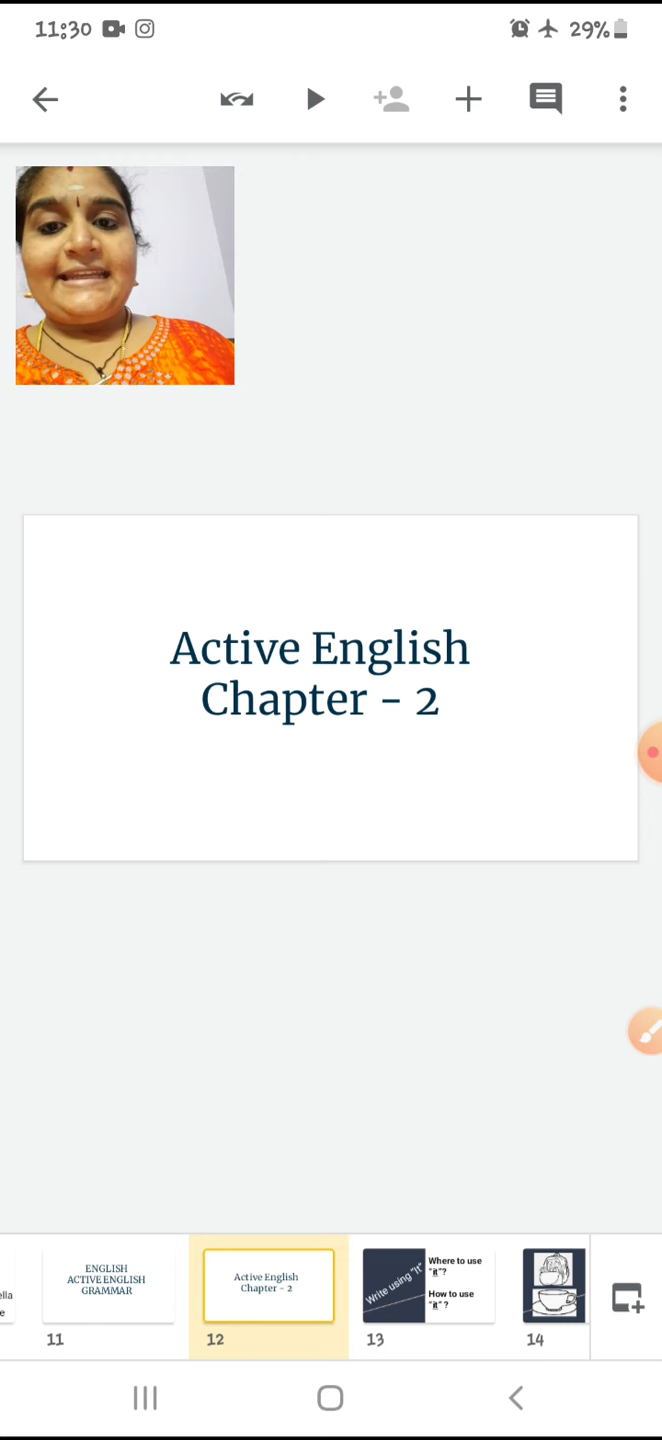 11:30
29%
Active English
Chapter - 2
ella
e
ENGLISH
ACTIVE ENGLISH
GRAMMAR
11
Active English
Chapter - 2
12
Write using "It"
Where to use
"it"?
How to use
"it" ?
13
14